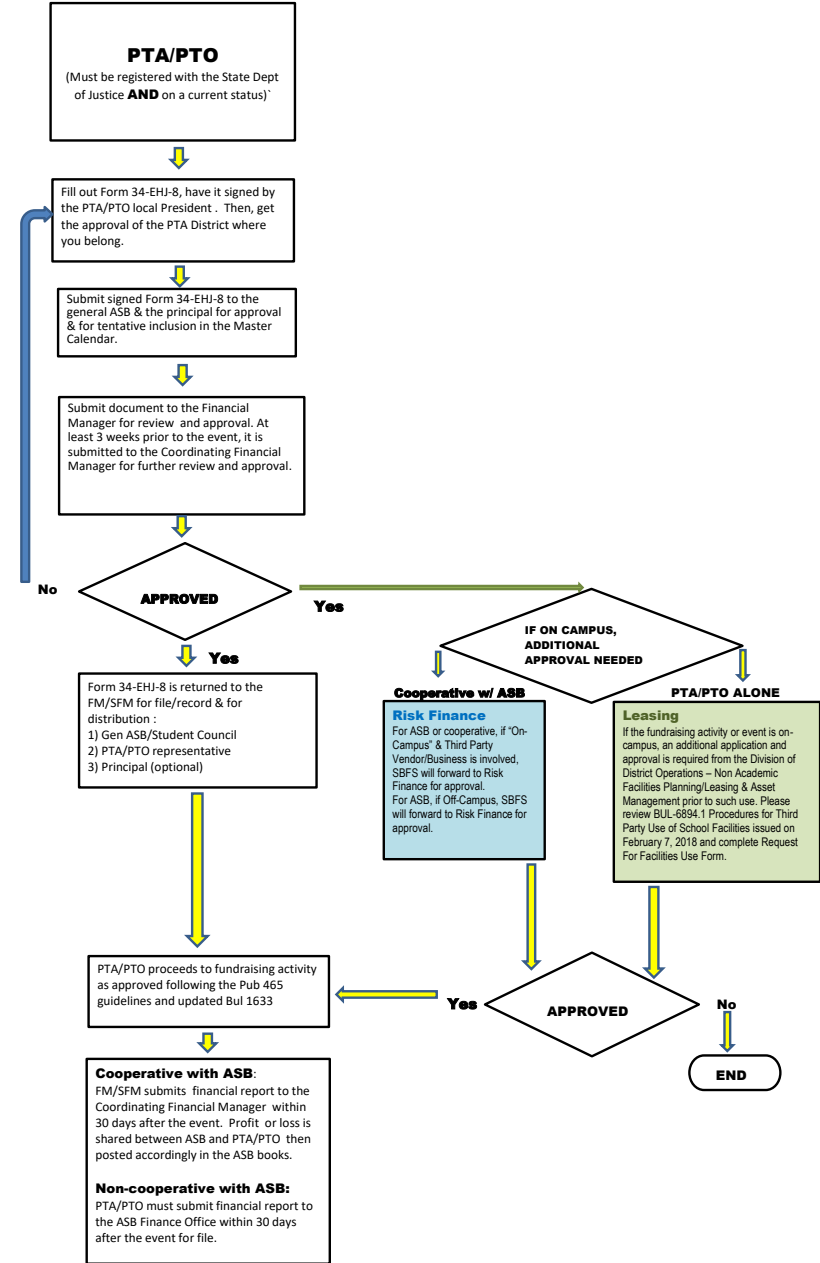 PTA/PTO
(Must be registered with the State Dept
of Justice AND on a current status)`
Fill out Form 34-EHJ-8, have it signed by
the PTA/PTO local President . Then, get
the approval of the PTA District where
you belong.
Submit signed Form 34-EHJ-8 to the
general ASB & the principal for approval
& for tentative inclusion in the Master
Calendar.
Submit document to the Financial
Manager for review and approval. At
least 3 weeks prior to the event, it is
submitted to the Coordinating Financial
Manager for further review and approval.
No
APPROVED
Yes
Yes
IF ON CAMPUS,
ADDITIONAL
APPROVAL NEEDED
Form 34-EHJ-8 is returned to the
FM/SFM for file/record & for
distribution :
1) Gen ASB/Student Council
2) PTA/PTO representative
3) Principal (optional)
Cooperative w/ ASB
Risk Finance
For ASB or cooperative, if “On-
Campus” & Third Party
Vendor/Business is involved,
SBFS will forward to Risk
Finance for approval.
For ASB, if Off-Campus, SBFS
will forward to Risk Finance for
approval.
PTA/PTO ALONE
Leasing
If the fundraising activity or event is on-
campus, an additional application and
approval is required from the Division of
District Operations – Non Academic
Facilities Planning/Leasing & Asset
Management prior to such use. Please
review BUL-6894.1 Procedures for Third
Party Use of School Facilities issued on
February 7, 2018 and complete Request
For Facilities Use Form.
PTA/PTO proceeds to fundraising activity
as approved following the Pub 465
guidelines and updated Bul 1633
Yes
APPROVED
No
END
Cooperative with ASB:
FM/SFM submits financial report to the
Coordinating Financial Manager within
30 days after the event. Profit or loss is
shared between ASB and PTA/PTO then
posted accordingly in the ASB books.
Non-cooperative with ASB:
PTA/PTO must submit financial report to
the ASB Finance Office within 30 days
after the event for file.